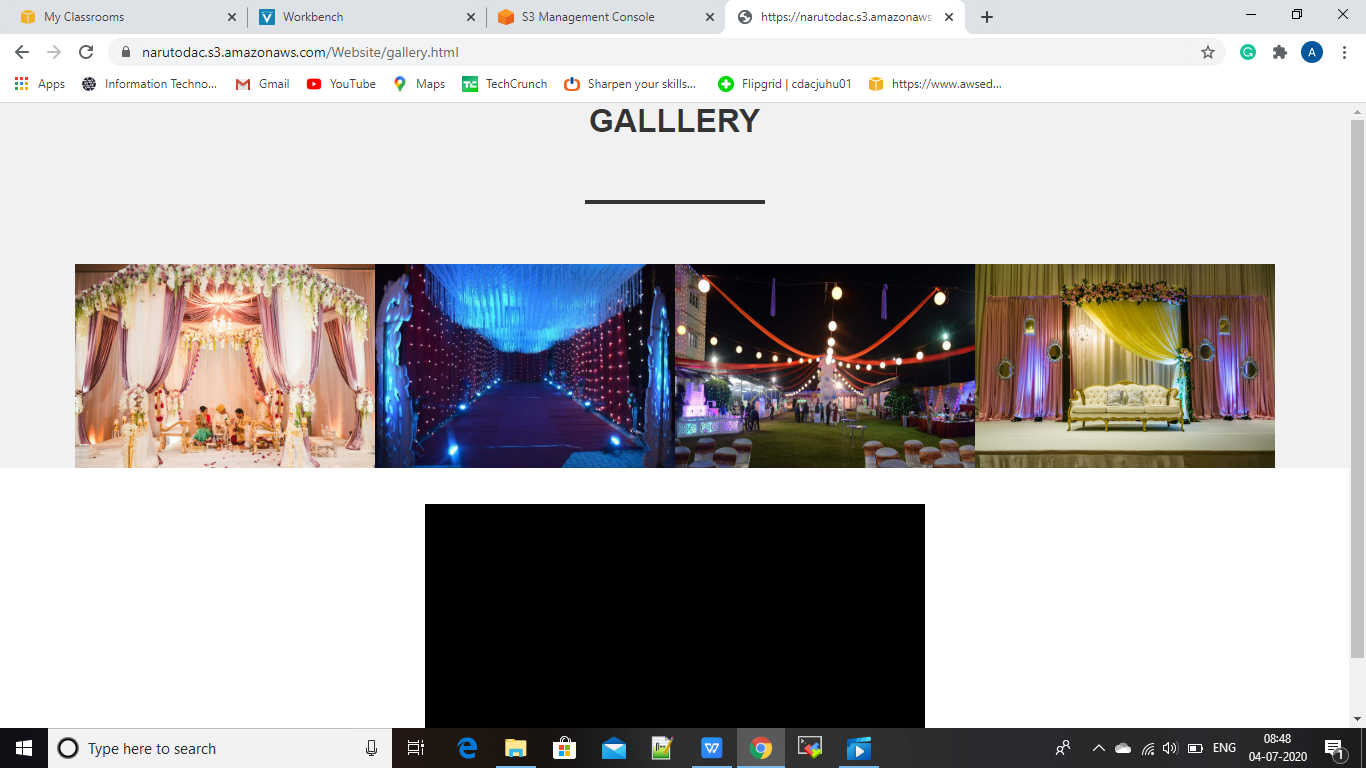 My Classrooms
Workbench
S3 Management Console
https://narutodac.s3.amazonaws.
narutodac.s3.amazonaws.com/Website/gallery.html
G
A
Apps
Information Techno...
Gmail
YouTube
Maps
TC
TechCrunch
Sharpen your skills...
Flipgrid | cdacjuhu01
https://www.awsed...
GALLLERY
Type here to search
ENG
08:48
04-07-2020
1